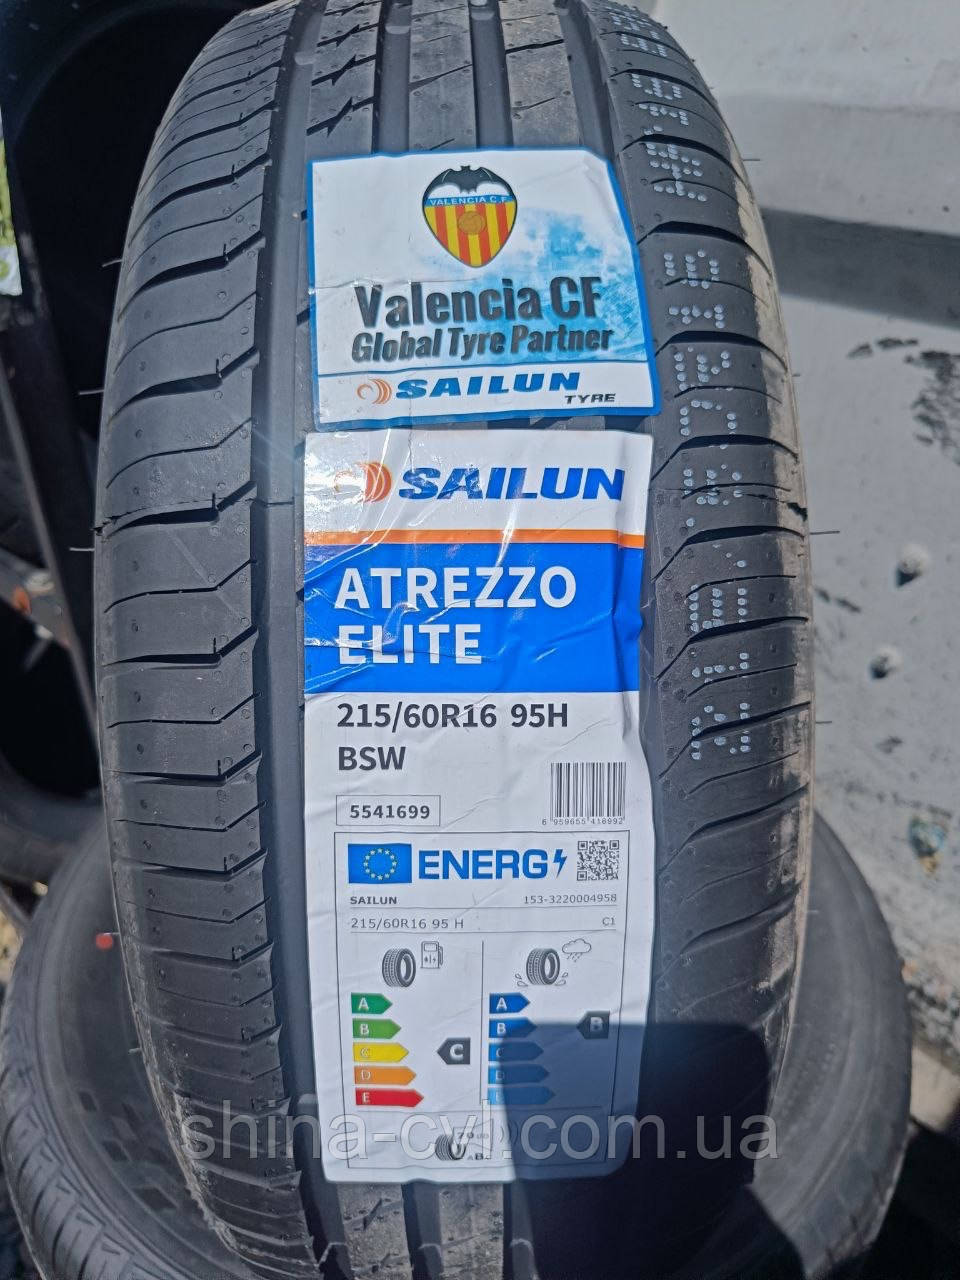 VALENCIA C.F
Valencia CF
Global Tyre Partner
SAILUN
TYRE
SAILUN
ATREZZO
ELITE
215/60R16 95H
BSW
5541699
6 959655 416992
ENERG
SAILUN
153-3220004958
215/60R16 95 H
C1
A
B
C
D
E
C
A
B
C
D
E
B
shina-cvl.com.ua